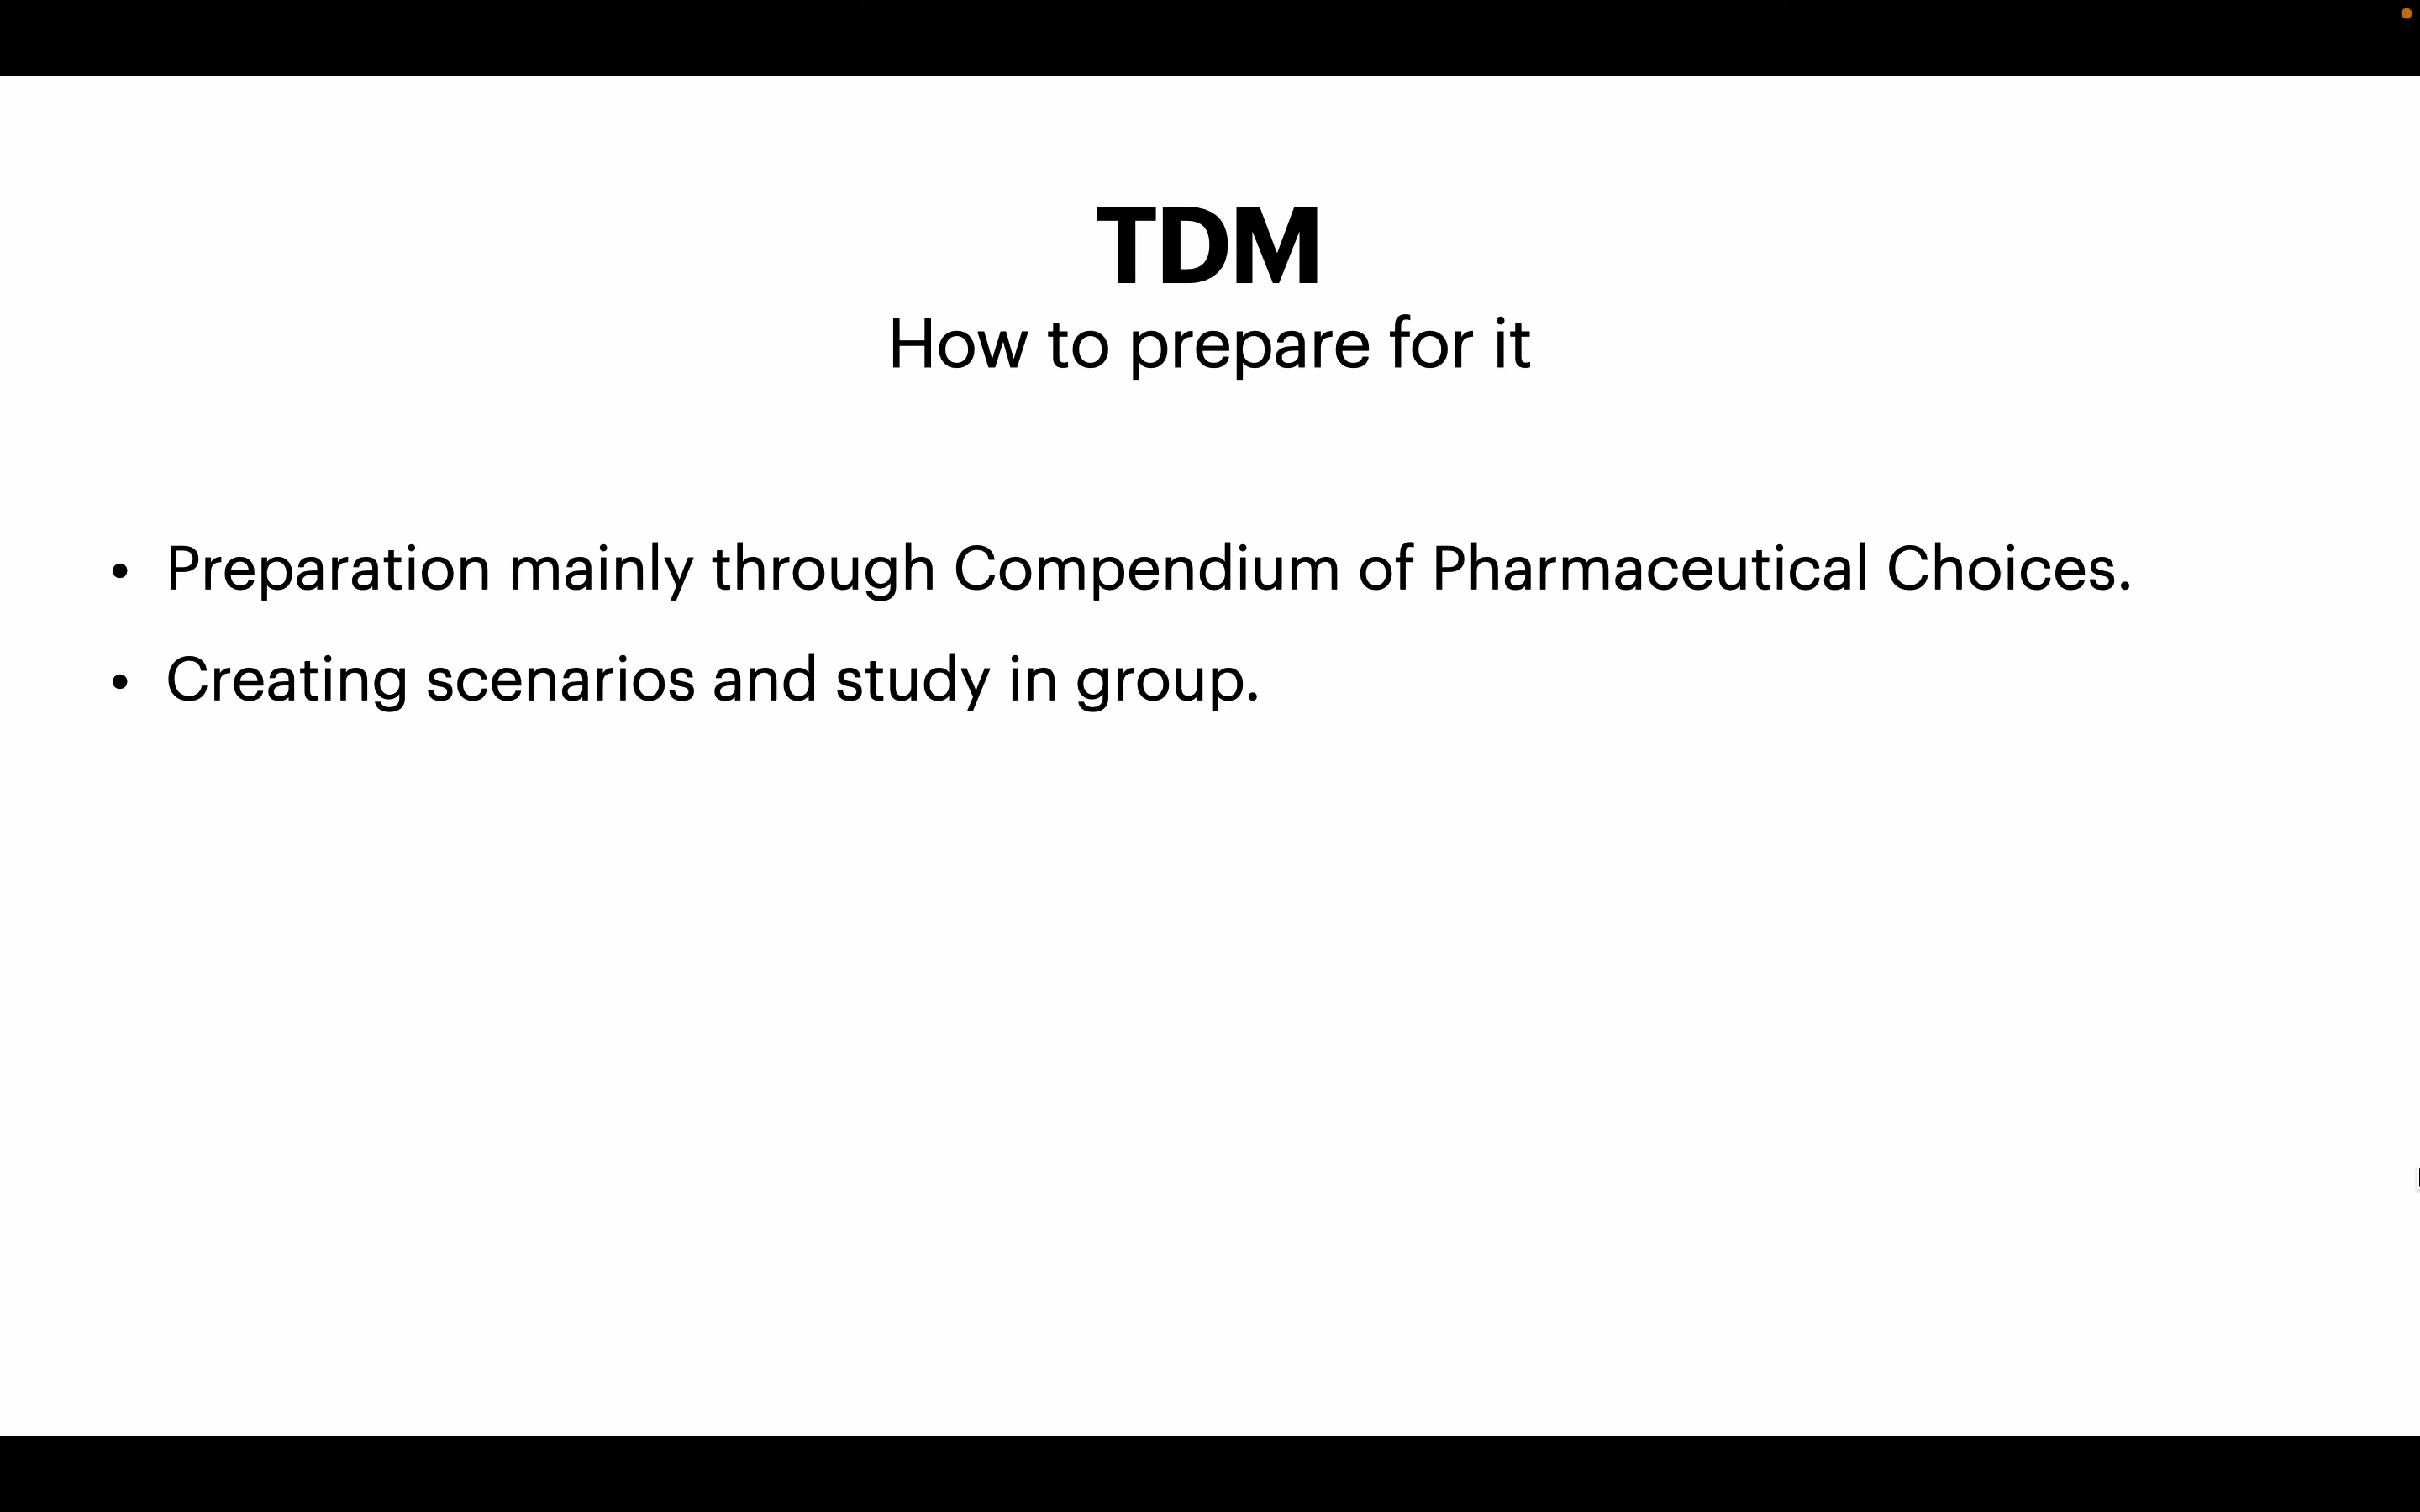 TDM
How to prepare for it
• Preparation mainly through Compendium of Pharmaceutical Choices.
• Creating scenarios and study in group.